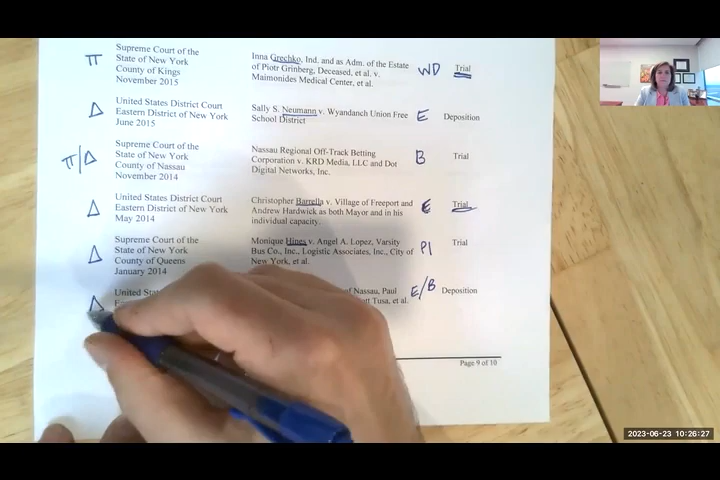 π Supreme Court of the
State of New York
County of Kings
November 2015
Inna Grechko, Ind. and as Adm. of the Estate
of Piotr Grinberg, Deceased, et al. v.
Maimonides Medical Center, et al.
WD Trial
Δ United States District Court
Eastern District of New York
June 2015
Sally S. Neumann v. Wyandanch Union Free
School District
E Deposition
π/Δ Supreme Court of the
State of New York
County of Nassau
November 2014
Nassau Regional Off-Track Betting
Corporation v. KRD Media, LLC and Dot
Digital Networks, Inc.
B Trial
Δ United States District Court
Eastern District of New York
May 2014
Christopher Barrella v. Village of Freeport and
Andrew Hardwick as both Mayor and in his
individual capacity.
E Trial
Δ Supreme Court of the
State of New York
County of Queens
January 2014
Monique Hines v. Angel A. Lopez, Varsity
Bus Co., Inc., Logistic Associates, Inc., City of
New York, et al.
PI Trial
Δ United
of Nassau, Paul
Tusa, et al.
E/B Deposition
Page 9 of 10
2023-06-23 10:26:27